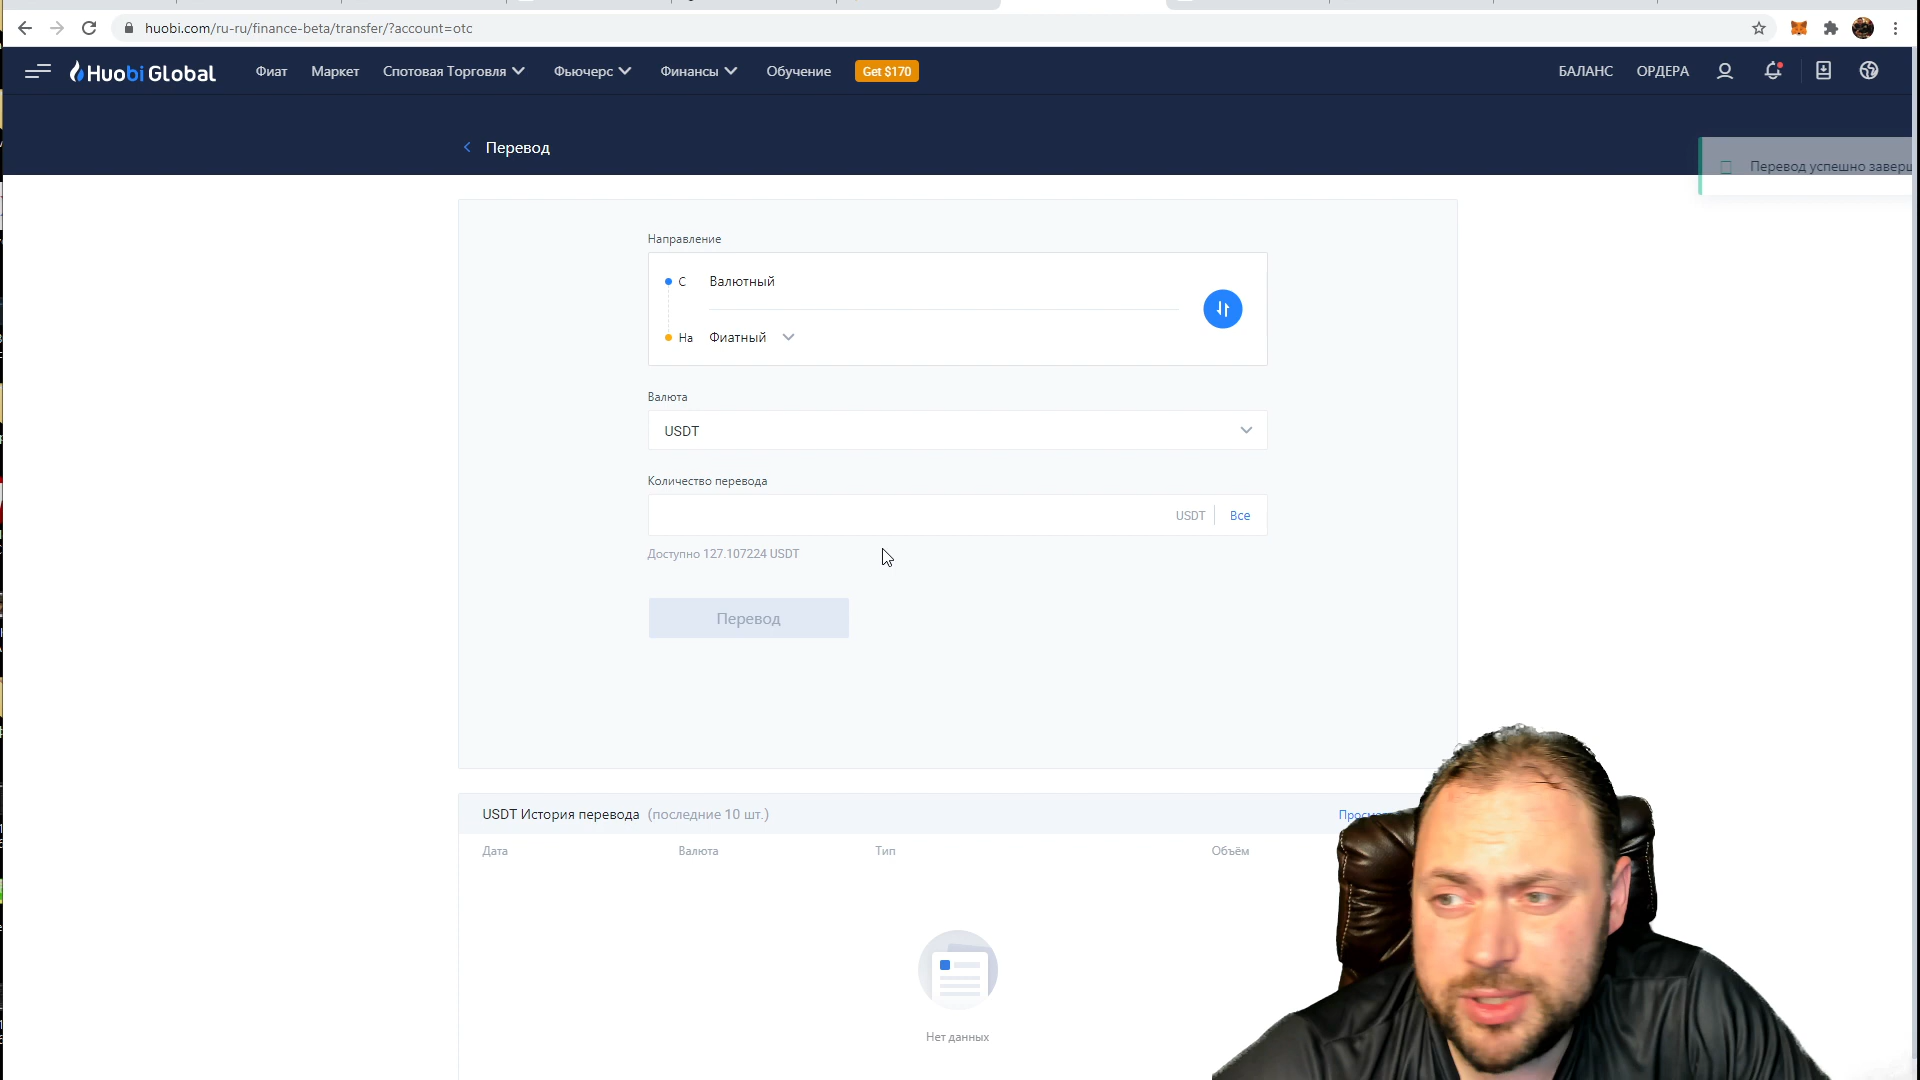 huobi.com/ru-ru/finance-beta/transfer/?account=otc
Huobi Global Фиат Маркет Спотовая Торговля Фьючерс Финансы Обучение Get $170 БАЛАНС ОРДЕРА
Перевод
Перевод успешно заверш
Направление
С Валютный
На Фиатный
Валюта
USDT
Количество перевода
USDT Все
Доступно 127.107224 USDT
Перевод
USDT История перевода (последние 10 шт.)
Дата Валюта Тип Объём
Нет данных